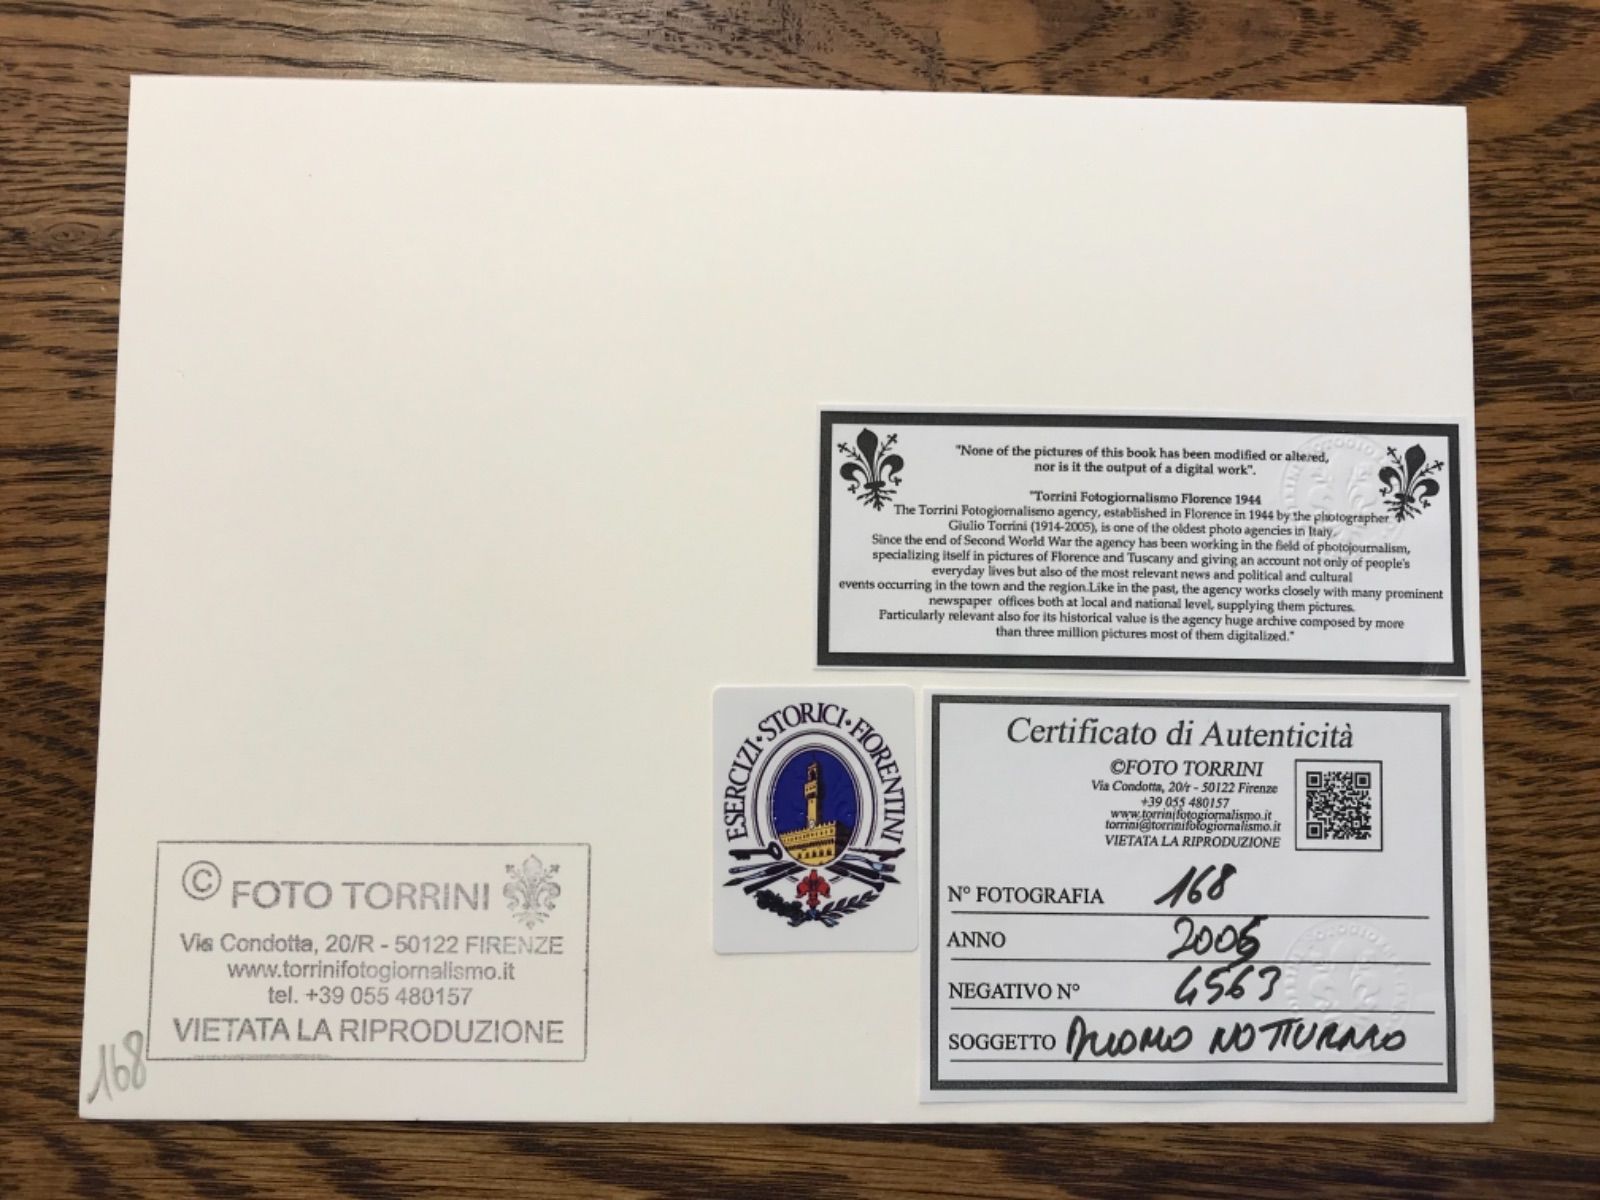 "None of the pictures of this book has been modified or altered,
nor is it the output of a digital work".
"Torrini Fotogiornalismo Florence 1944
The Torrini Fotogiornalismo agency, established in Florence in 1944 by the photographer
Giulio Torrini (1914-2005), is one of the oldest photo agencies in Italy.
Since the end of Second World War the agency has been working in the field of photojournalism,
specializing itself in pictures of Florence and Tuscany and giving an account not only of people's
everyday lives but also of the most relevant news and political and cultural
events occurring in the town and the region.Like in the past, the agency works closely with many prominent
newspaper offices both at local and national level, supplying them pictures.
Particularly relevant also for its historical value is the agency huge archive composed by more
than three million pictures most of them digitalized."
ESERCIZI·STORICI·FIORENTINI
Certificato di Autenticità
©FOTO TORRINI
Via Condotta, 20/r - 50122 Firenze
+39 055 480157
www.torrinifotogiornalismo.it
torrini@torrinifotogiornalismo.it
VIETATA LA RIPRODUZIONE
N° FOTOGRAFIA 168
ANNO 2006
NEGATIVO N° 4563
SOGGETTO DUOMO NOTTURNO
© FOTO TORRINI
Via Condotta, 20/R - 50122 FIRENZE
www.torrinifotogiornalismo.it
tel. +39 055 480157
VIETATA LA RIPRODUZIONE
168